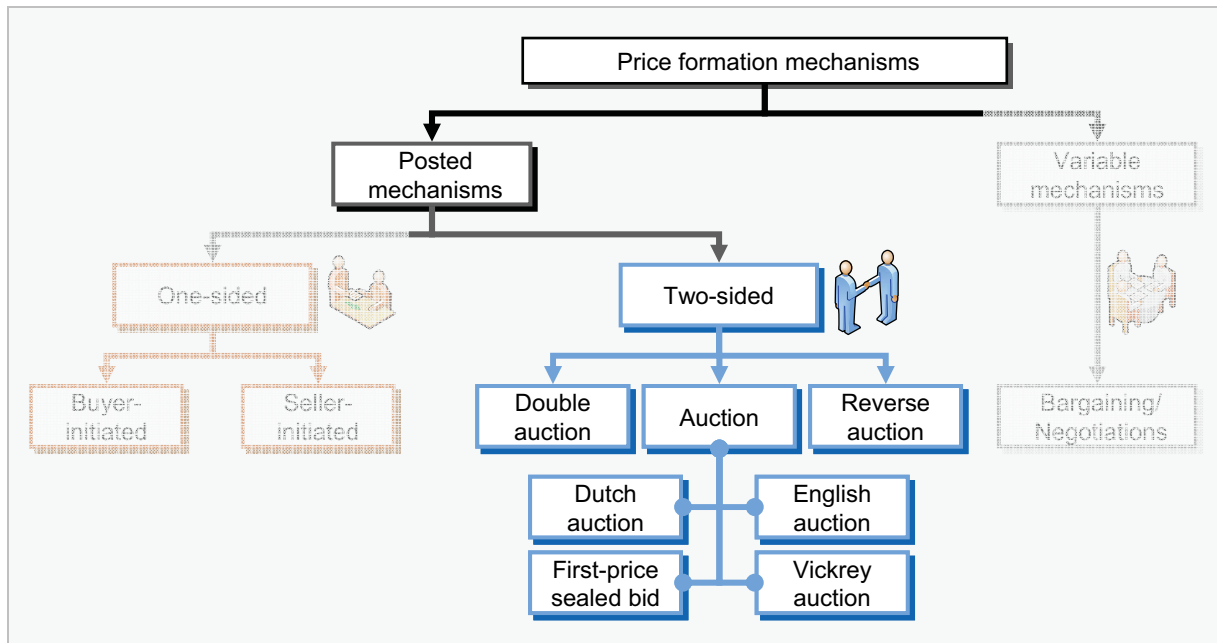 Price formation mechanisms
Posted
mechanisms
Variable
mechanisms
One-sided
Two-sided
Buyer-
initiated
Seller-
initiated
Double
auction
Auction
Reverse
auction
Bargaining/
Negotiations
Dutch
auction
English
auction
First-price
sealed bid
Vickrey
auction